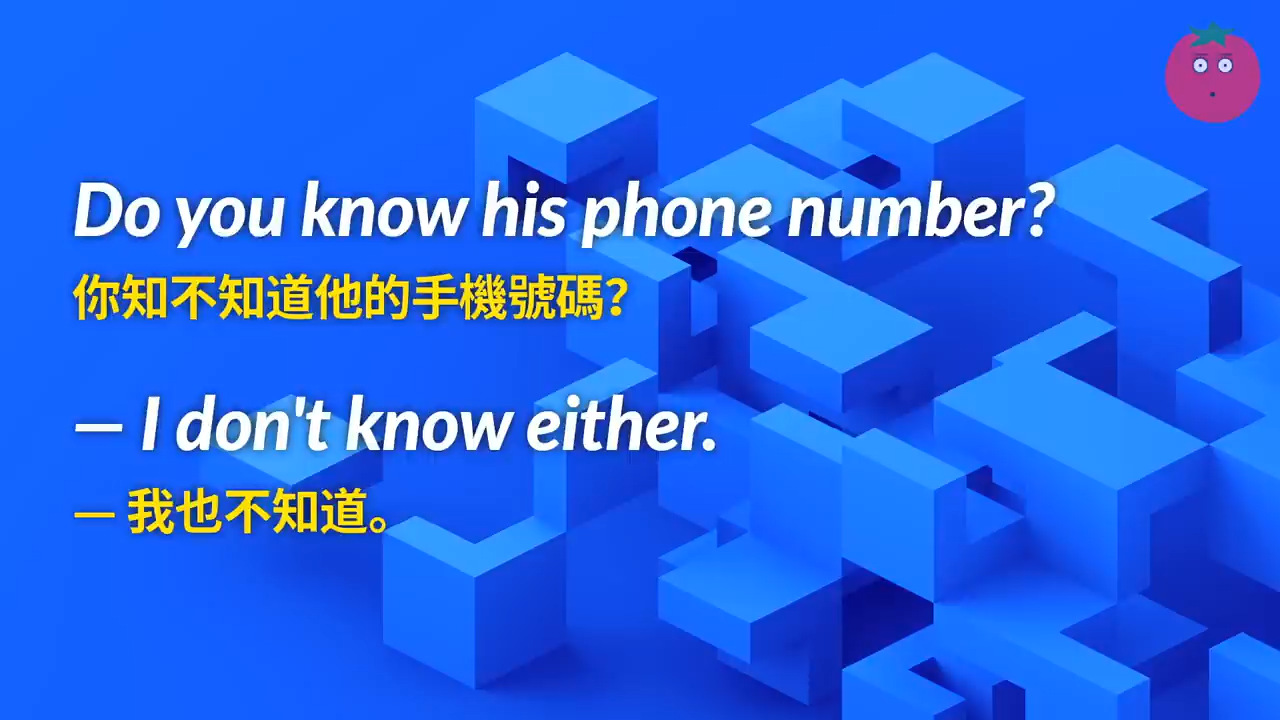 Do you know his phone number?
你知不知道他的手機號碼？
— I don't know either.
— 我也不知道。